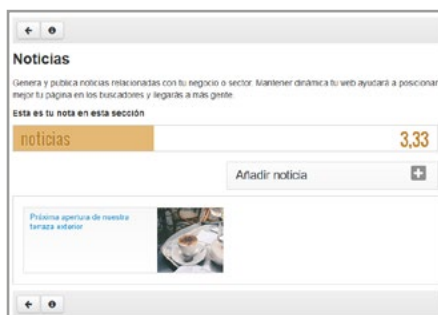 Noticias
Genera y publica noticias relacionadas con tu negocio o sector. Mantener dinámica tu web ayudará a posicionar
mejor tu página en los buscadores y llegarás a más gente.
Esta es tu nota en esta sección
noticias 3,33
Añadir noticia
Próxima apertura de nuestra
terraza exterior